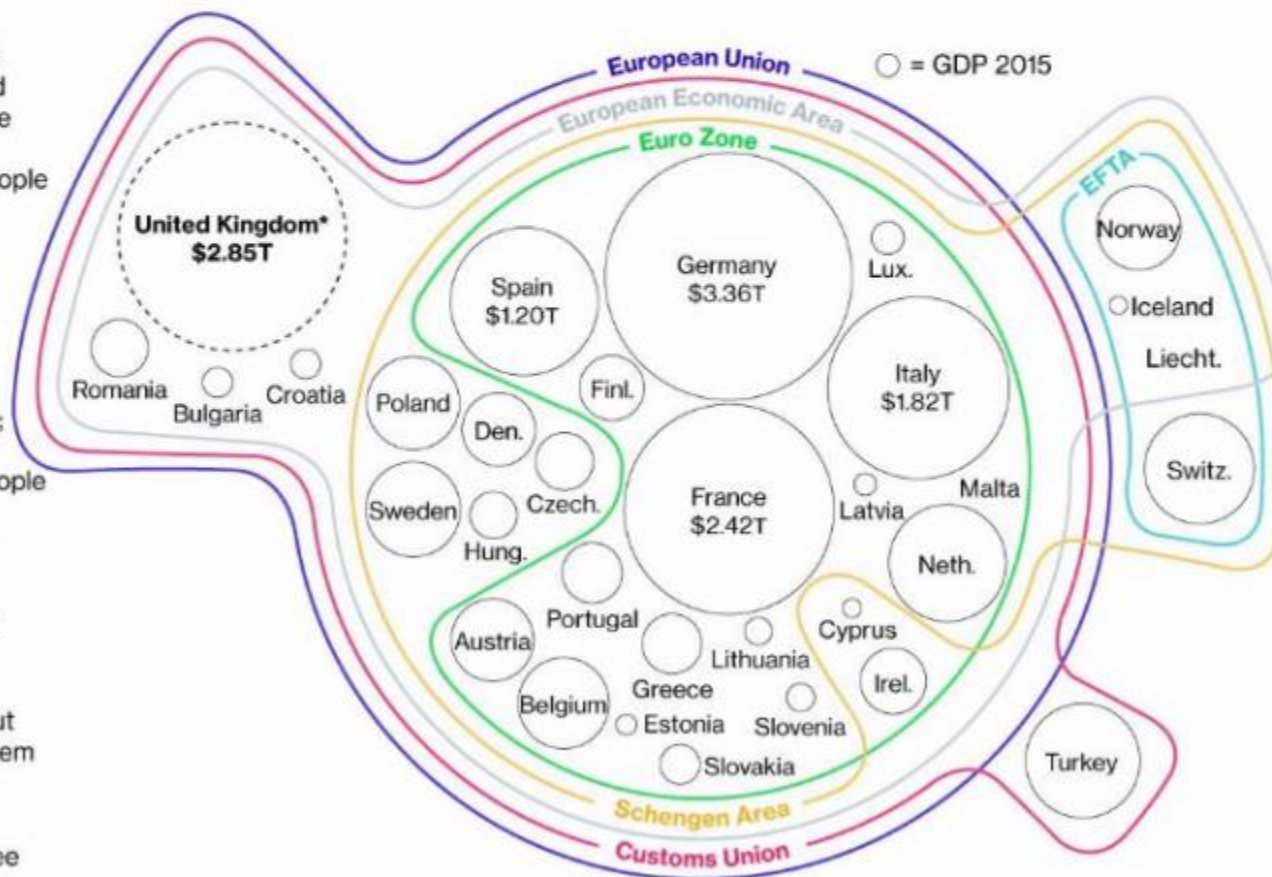 European Union
= GDP 2015
European Economic Area
Euro Zone
EFTA
people
United Kingdom*
$2.85T
Norway
Germany
$3.36T
Lux.
Spain
$1.20T
Iceland
Liecht.
Romania
Bulgaria
Croatia
Poland
Finl.
Italy
$1.82T
Den.
Switz.
Sweden
Czech.
Hung.
France
$2.42T
Latvia
Malta
Neth.
Portugal
Austria
Lithuania
Cyprus
Greece
Irel.
Belgium
Estonia
Slovenia
Slovakia
Turkey
Schengen Area
Customs Union